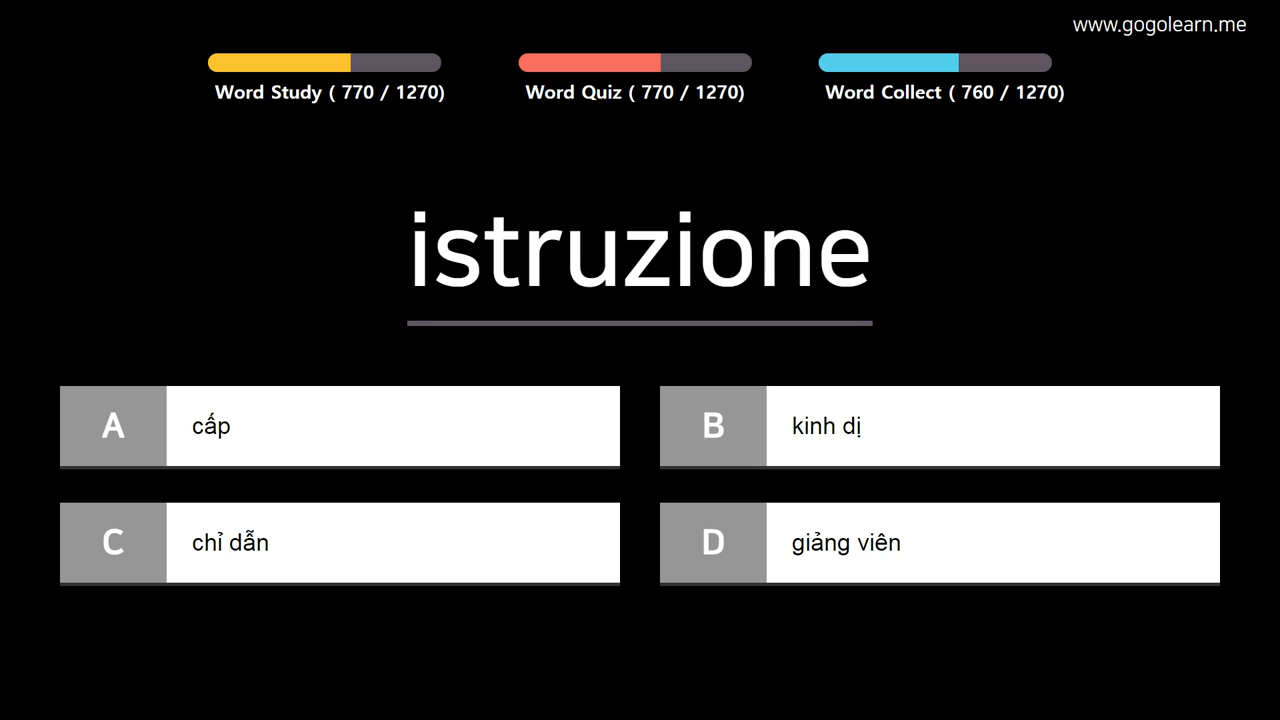 www.gogolearn.me
Word Study ( 770 / 1270)
Word Quiz ( 770 / 1270)
Word Collect ( 760 / 1270)
istruzione
A cấp
B kinh dị
C chỉ dẫn
D giảng viên